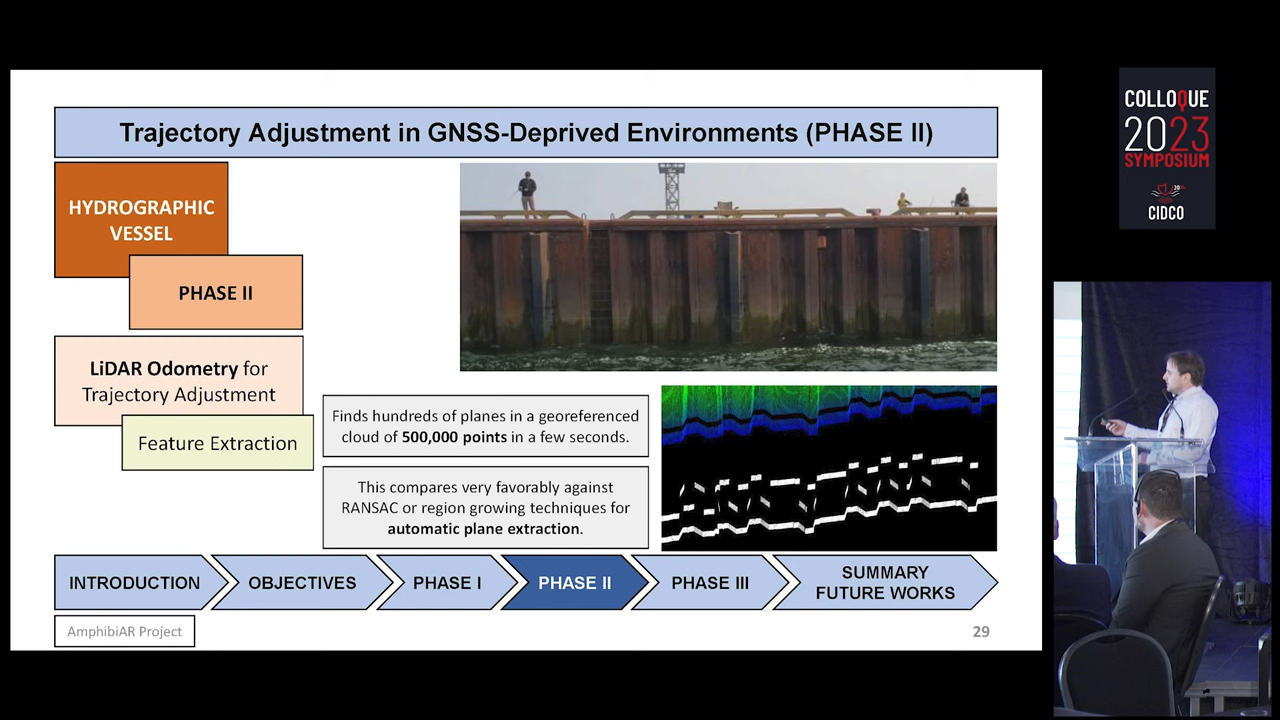 Trajectory Adjustment in GNSS-Deprived Environments (PHASE II)
HYDROGRAPHIC
VESSEL
PHASE II
LiDAR Odometry for
Trajectory Adjustment
Feature Extraction
Finds hundreds of planes in a georeferenced
cloud of 500,000 points in a few seconds.
This compares very favorably against
RANSAC or region growing techniques for
automatic plane extraction.
INTRODUCTION
OBJECTIVES
PHASE I
PHASE II
PHASE III
SUMMARY
FUTURE WORKS
AmphibiAR Project
29
COLLOQUE
2023
SYMPOSIUM
CIDCO